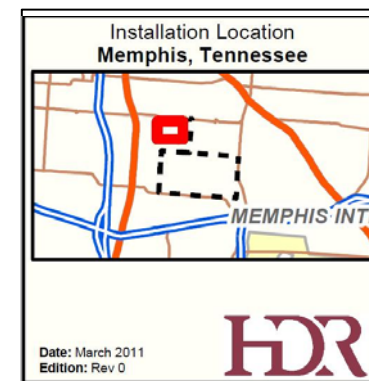 Installation Location
Memphis, Tennessee
MEMPHIS INT
Date: March 2011
Edition: Rev 0
HDR